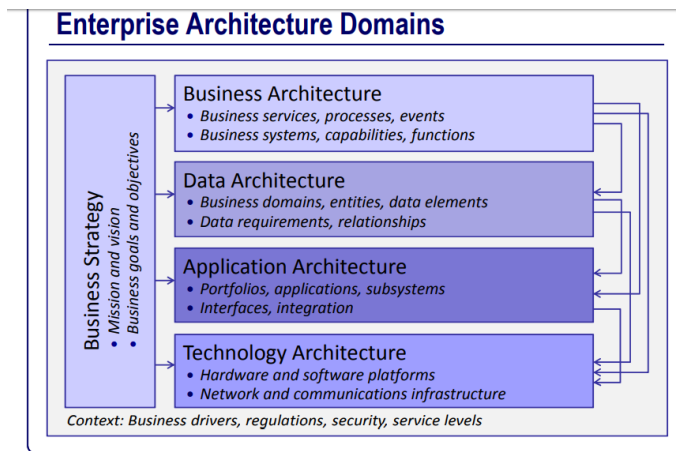 Enterprise Architecture Domains
Business Strategy
• Mission and vision
• Business goals and objectives
Business Architecture
• Business services, processes, events
• Business systems, capabilities, functions
Data Architecture
• Business domains, entities, data elements
• Data requirements, relationships
Application Architecture
• Portfolios, applications, subsystems
• Interfaces, integration
Technology Architecture
• Hardware and software platforms
• Network and communications infrastructure
Context: Business drivers, regulations, security, service levels